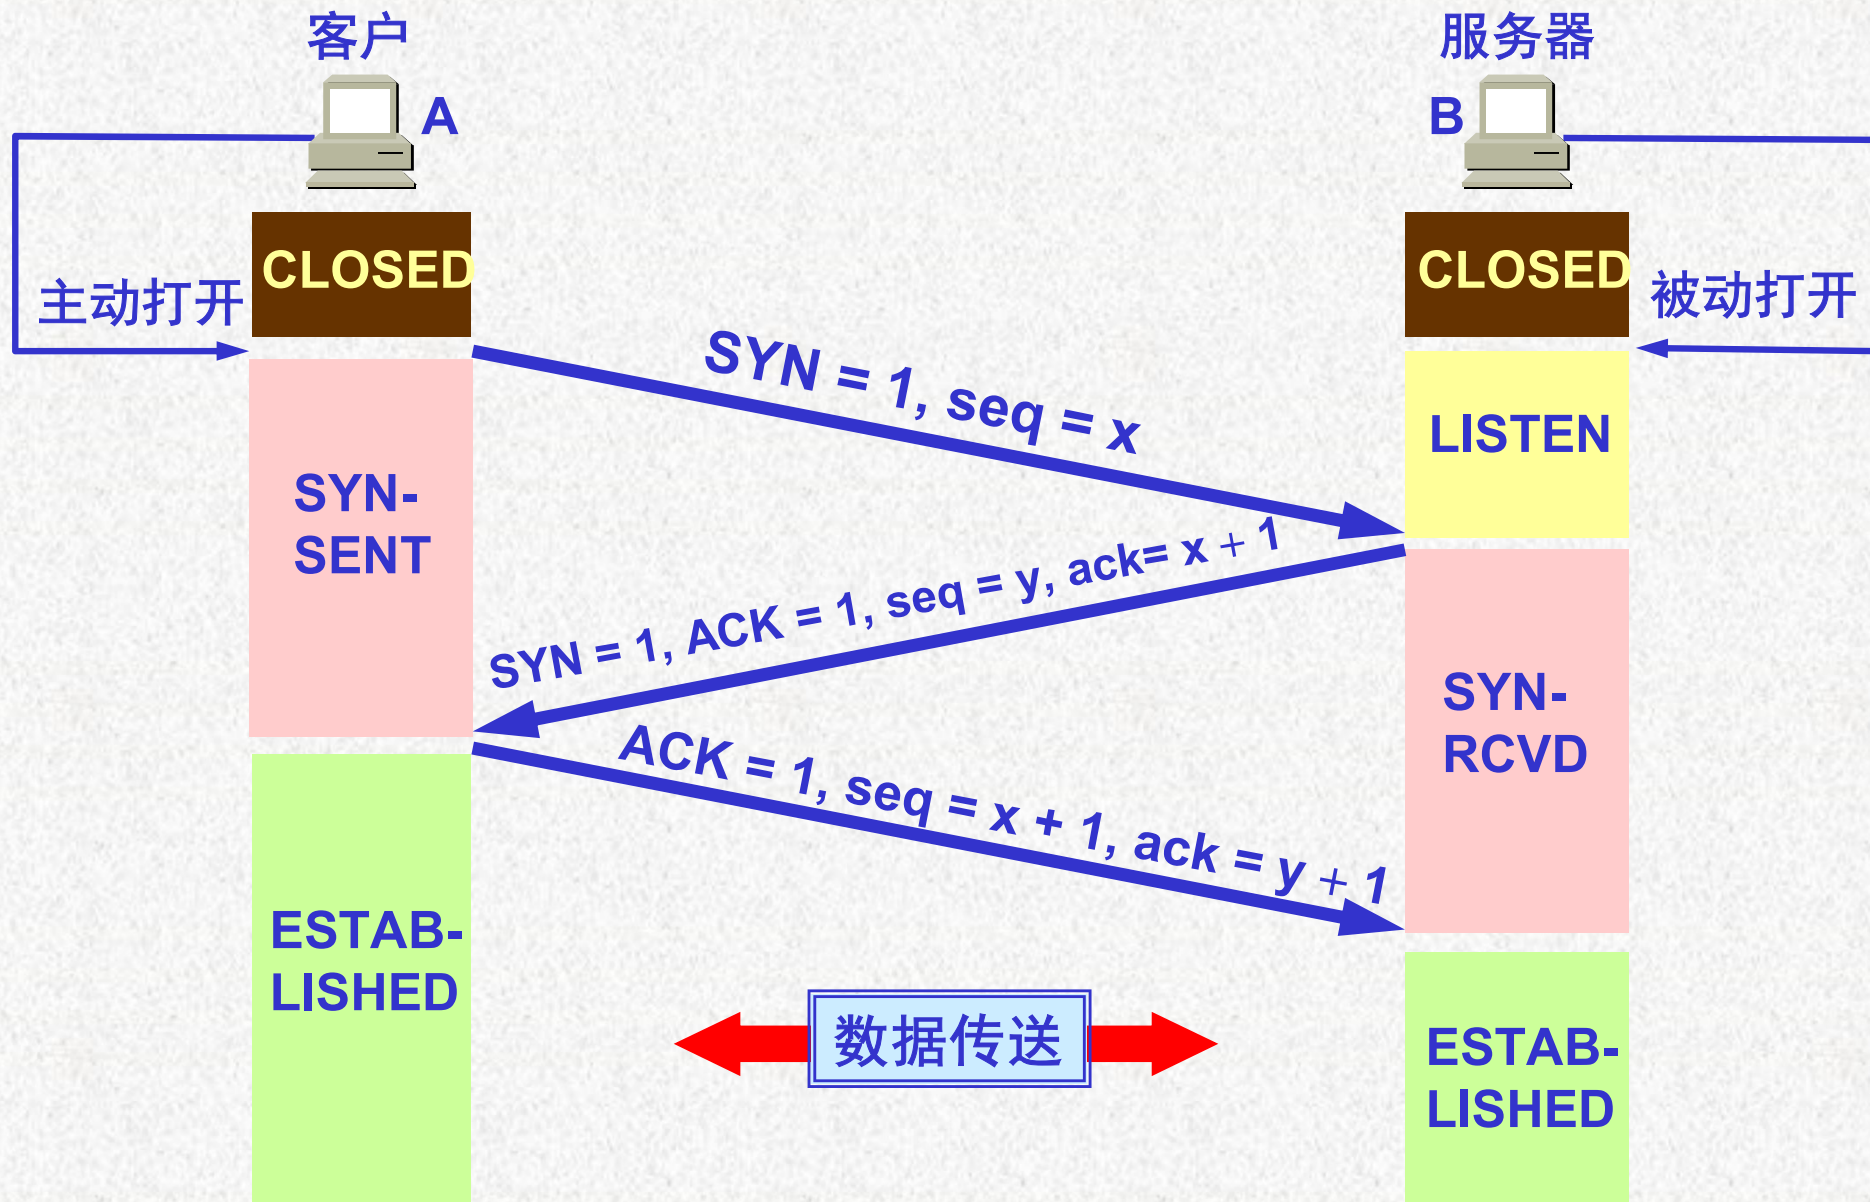 客户
服务器
A
B
CLOSED
CLOSED
主动打开
被动打开
SYN = 1, seq = x
LISTEN
SYN-
SENT
SYN = 1, ACK = 1, seq = y, ack= x + 1
SYN-
RCVD
ACK = 1, seq = x + 1, ack = y + 1
ESTAB-
LISHED
数据传送
ESTAB-
LISHED